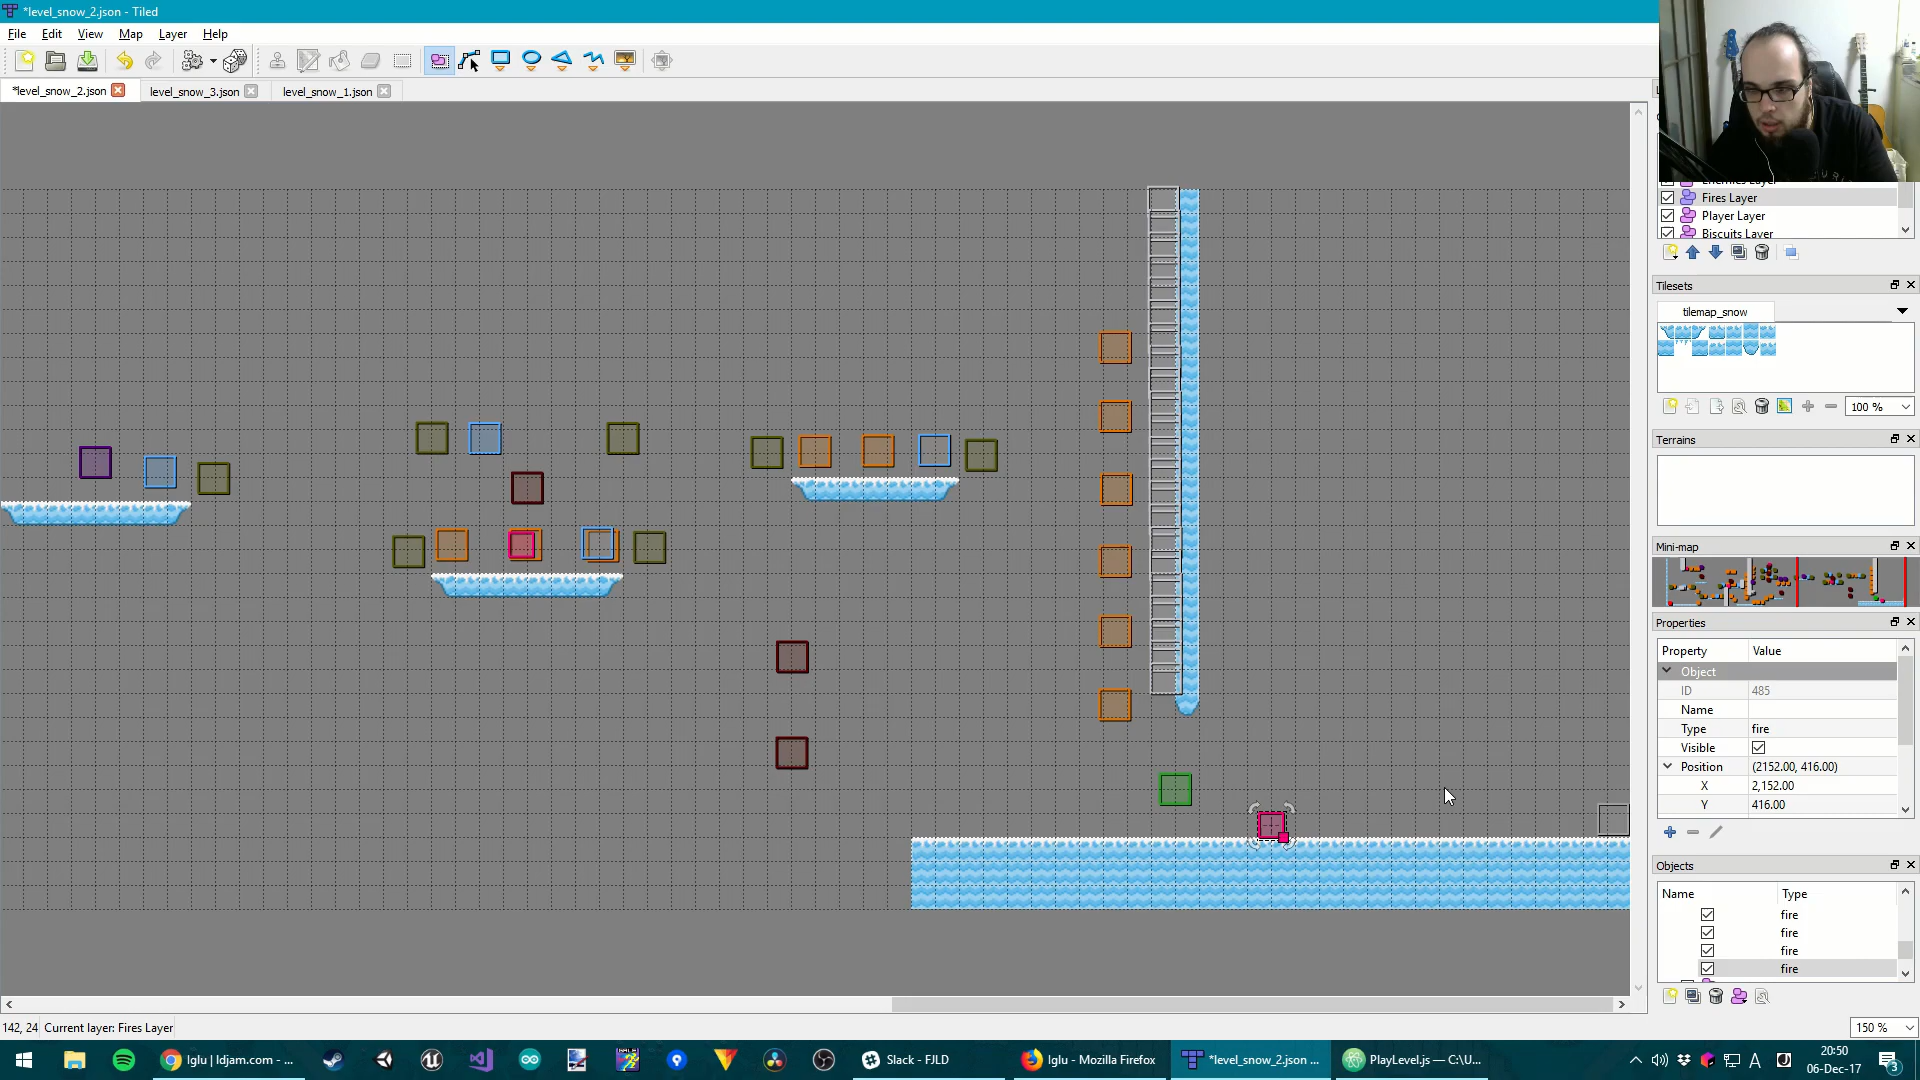 *level_snow_2.json - Tiled
File Edit View Map Layer Help
*level_snow_2.json level_snow_3.json level_snow_1.json
Fires Layer
Player Layer
Biscuits Layer
Tilesets
tilemap_snow
100 %
Terrains
Mini-map
Properties
Property Value
Object
ID 485
Name
Type fire
Visible
Position (2152.00, 416.00)
X 2,152.00
Y 416.00
Objects
Name Type
fire
fire
fire
fire
142, 24 Current layer: Fires Layer
150 %
Iglu | ldjam.com - ...
Slack - FJLD
Iglu - Mozilla Firefox
*level_snow_2.json ...
PlayLevel.js — C:\U...
A
20:50
06-Dec-17
3